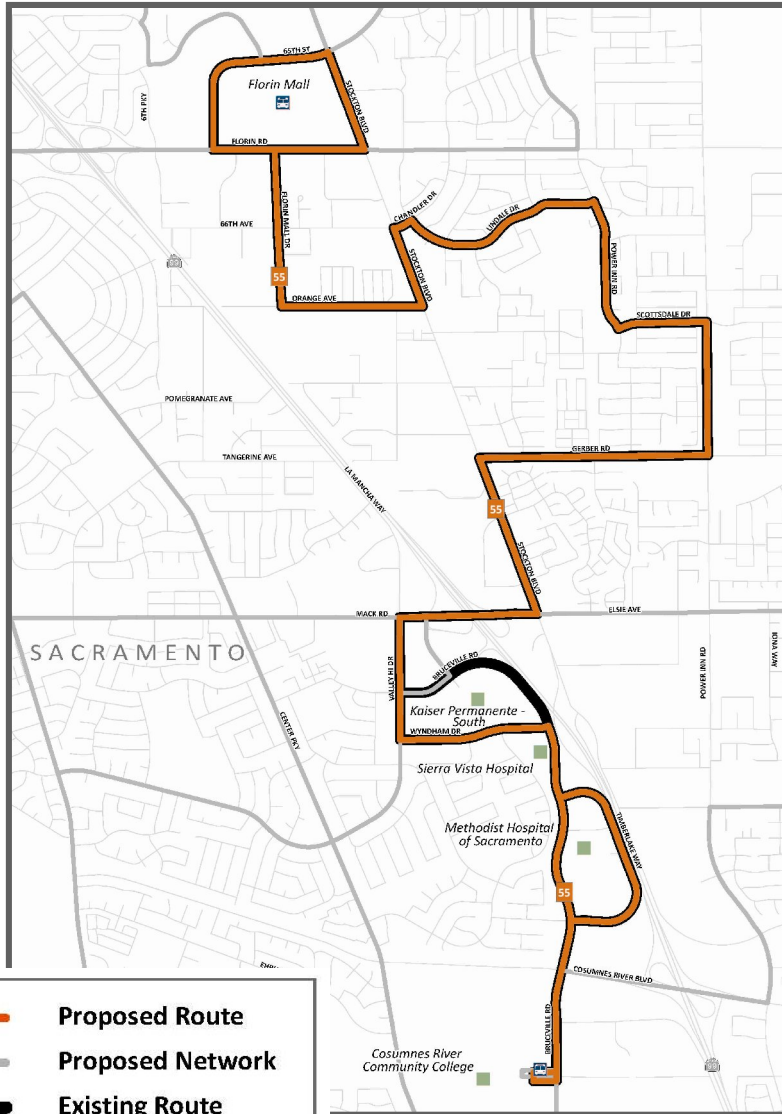 65TH ST
Florin Mall
6TH PKY
STOCKTON BLVD
FLORIN RD
CHANDLER DR
LINDALE DR
66TH AVE
FLORIN MALL DR
STOCKTON BLVD
POWER INN RD
55
ORANGE AVE
SCOTTSDALE DR
POMEGRANATE AVE
TANGERINE AVE
GERBER RD
LA MANCHA WAY
55
STOCKTON BLVD
MACK RD
ELSIE AVE
SACRAMENTO
VALLEY HI DR
BRUCEVILLE RD
POWER INN RD
IONA WAY
Kaiser Permanente -
South
CENTER PKY
WYNDHAM DR
Sierra Vista Hospital
Methodist Hospital
of Sacramento
TIMBERLAKE WAY
55
COSUMNES RIVER BLVD
BRUCEVILLE RD
Cosumnes River
Community College
Proposed Route
Proposed Network
Existing Route